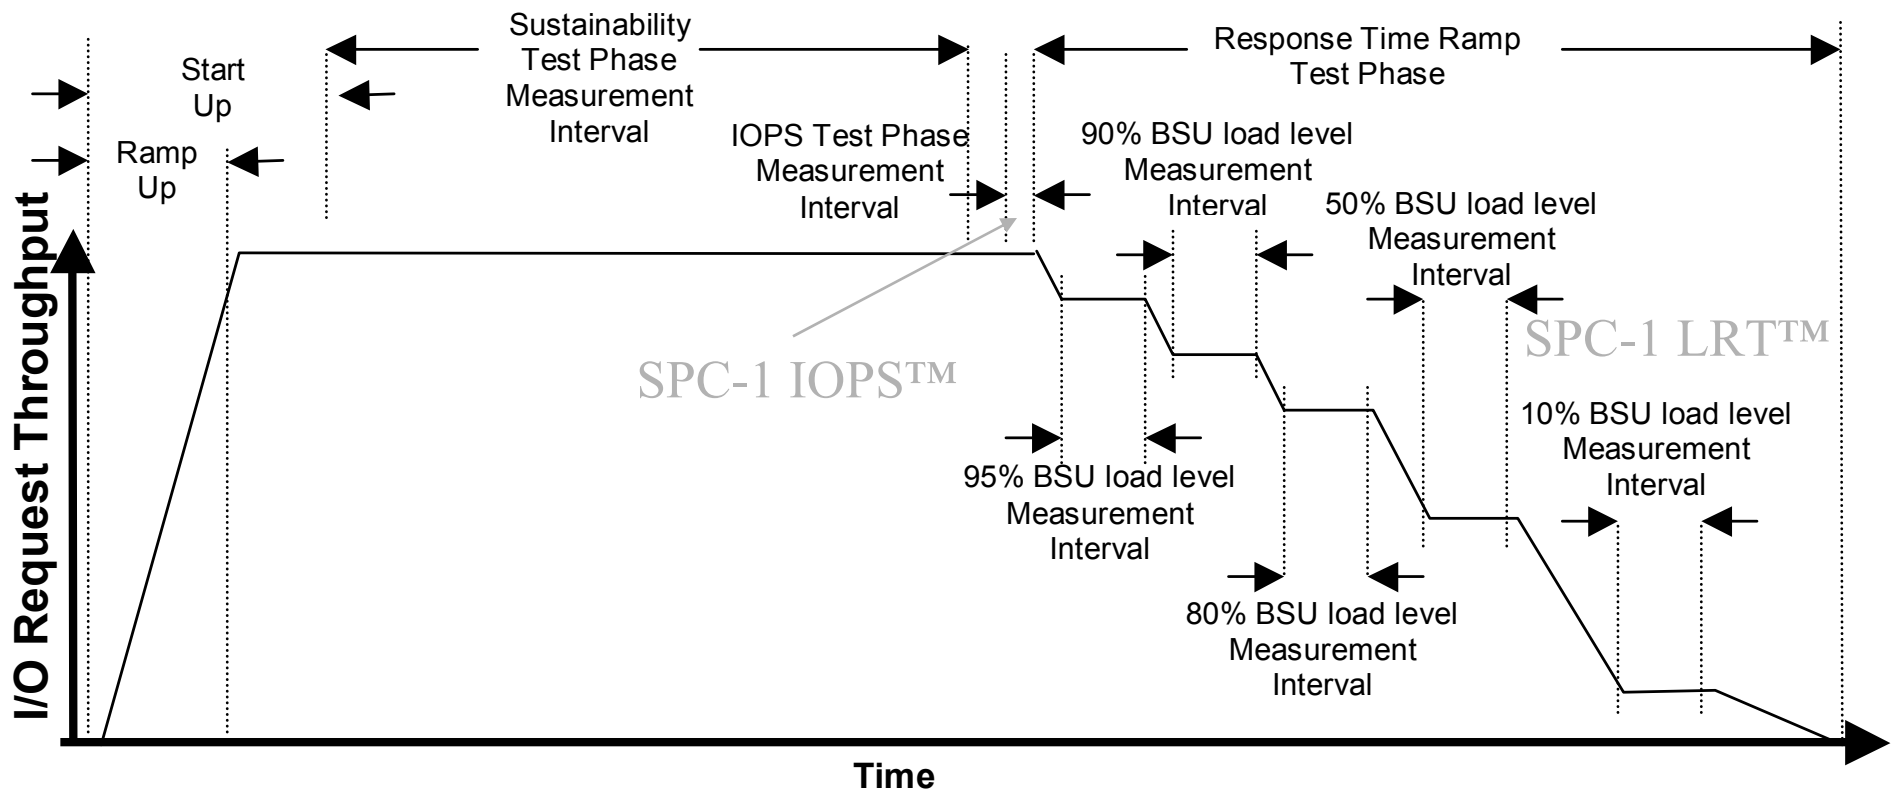 Sustainability
Test Phase
Measurement
Interval
Response Time Ramp
Test Phase
Start
Up
Ramp
Up
IOPS Test Phase
Measurement
Interval
90% BSU load level
Measurement
Interval
50% BSU load level
Measurement
Interval
SPC-1 IOPS™
SPC-1 LRT™
95% BSU load level
Measurement
Interval
10% BSU load level
Measurement
Interval
80% BSU load level
Measurement
Interval
I/O Request Throughput
Time